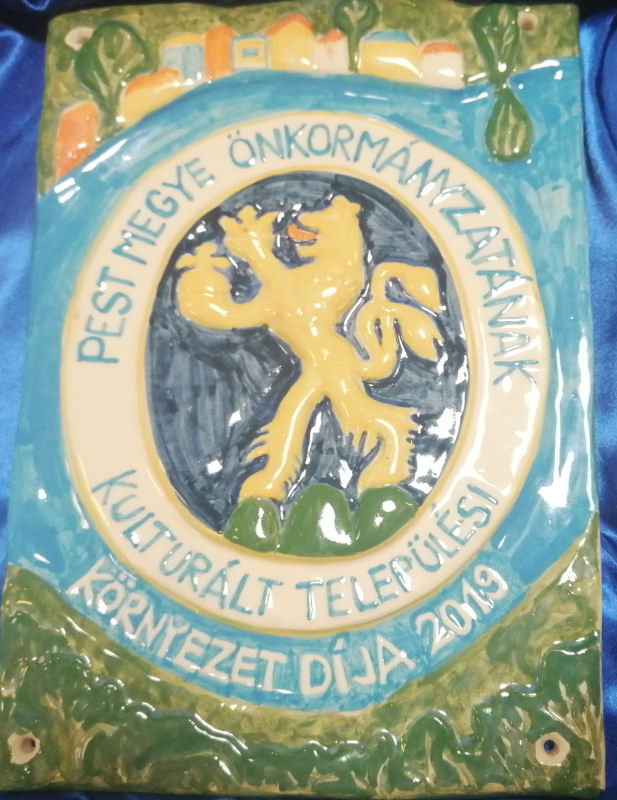 PEST MEGYE ÖNKORMÁNYZATÁNAK
KULTURÁLT TELEPÜLÉSI
KÖRNYEZET DÍJA 2019